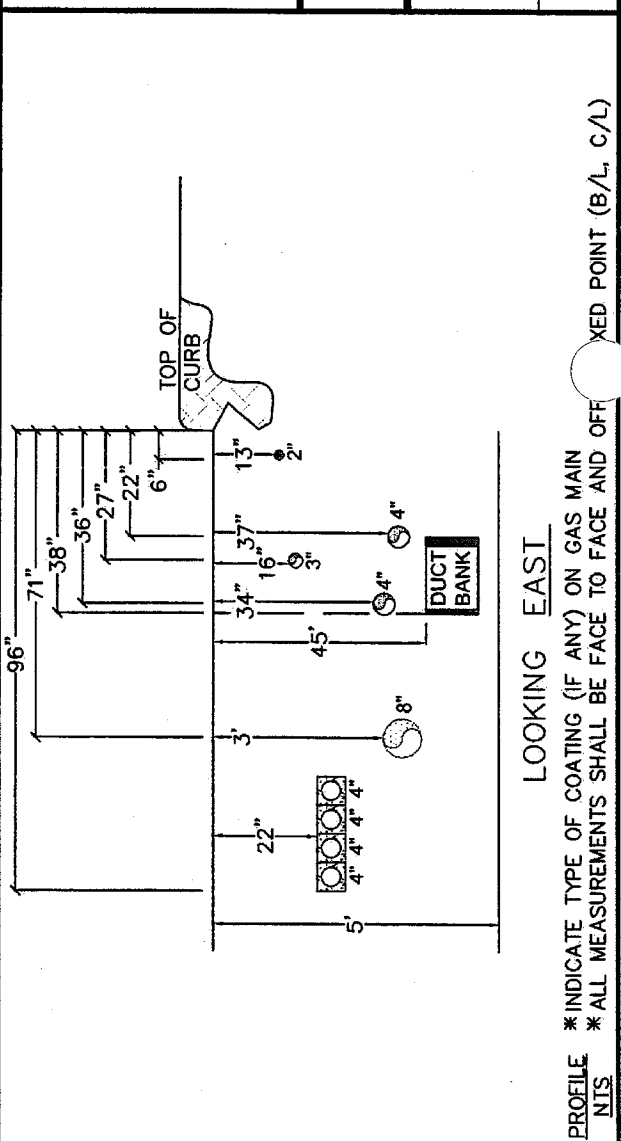 96"
71"
38"
36"
27"
22"
6"
TOP OF
CURB
13"
2"
37"
4"
16"
3"
34"
4"
DUCT
BANK
45'
3'
8"
22"
4" 4" 4" 4"
5'
LOOKING EAST
PROFILE
NTS
*INDICATE TYPE OF COATING (IF ANY) ON GAS MAIN
*ALL MEASUREMENTS SHALL BE FACE TO FACE AND OFF XED POINT (B/L, C/L)